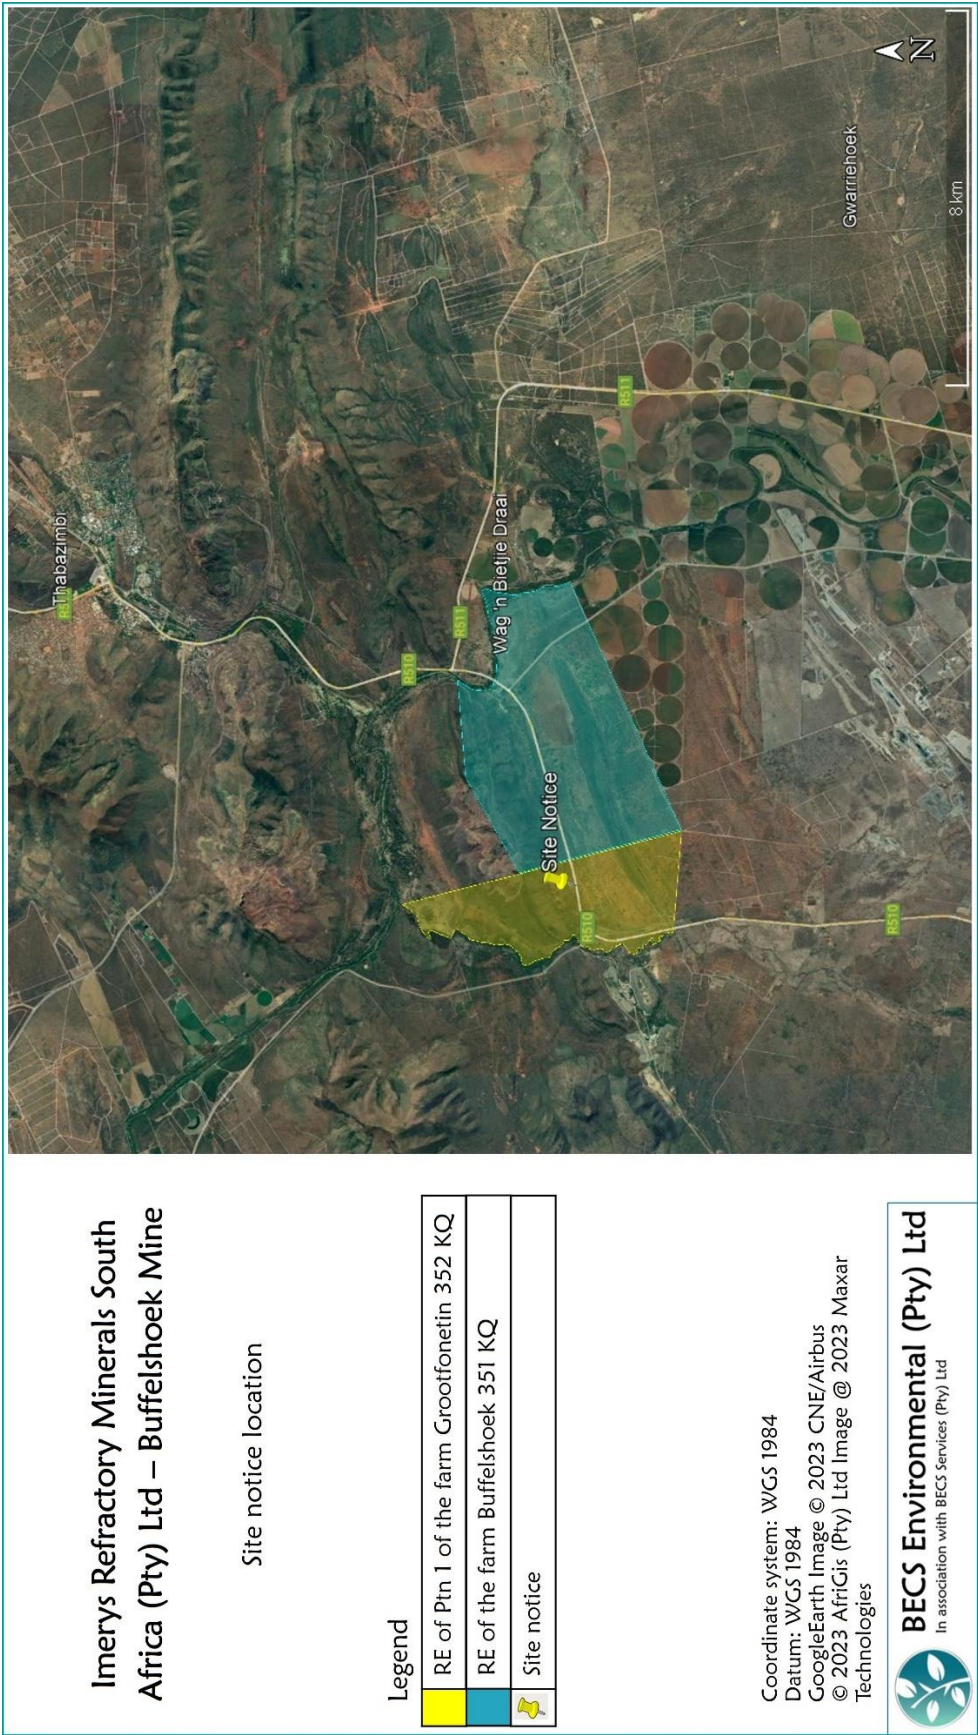 Imerys Refractory Minerals South
Africa (Pty) Ltd – Buffelshoek Mine
Site notice location
Legend
RE of Ptn 1 of the farm Grootfonetin 352 KQ
RE of the farm Buffelshoek 351 KQ
Site notice
Coordinate system: WGS 1984
Datum: WGS 1984
GoogleEarth Image © 2023 CNE/Airbus
© 2023 AfriGis (Pty) Ltd Image @ 2023 Maxar
Technologies
BECS Environmental (Pty) Ltd
In association with BECS Services (Pty) Ltd
Thabazimbi
R510
R511
Wag 'n Bietjie Draai
Site Notice
R510
R511
R510
Gwarriehoek
N
8 km